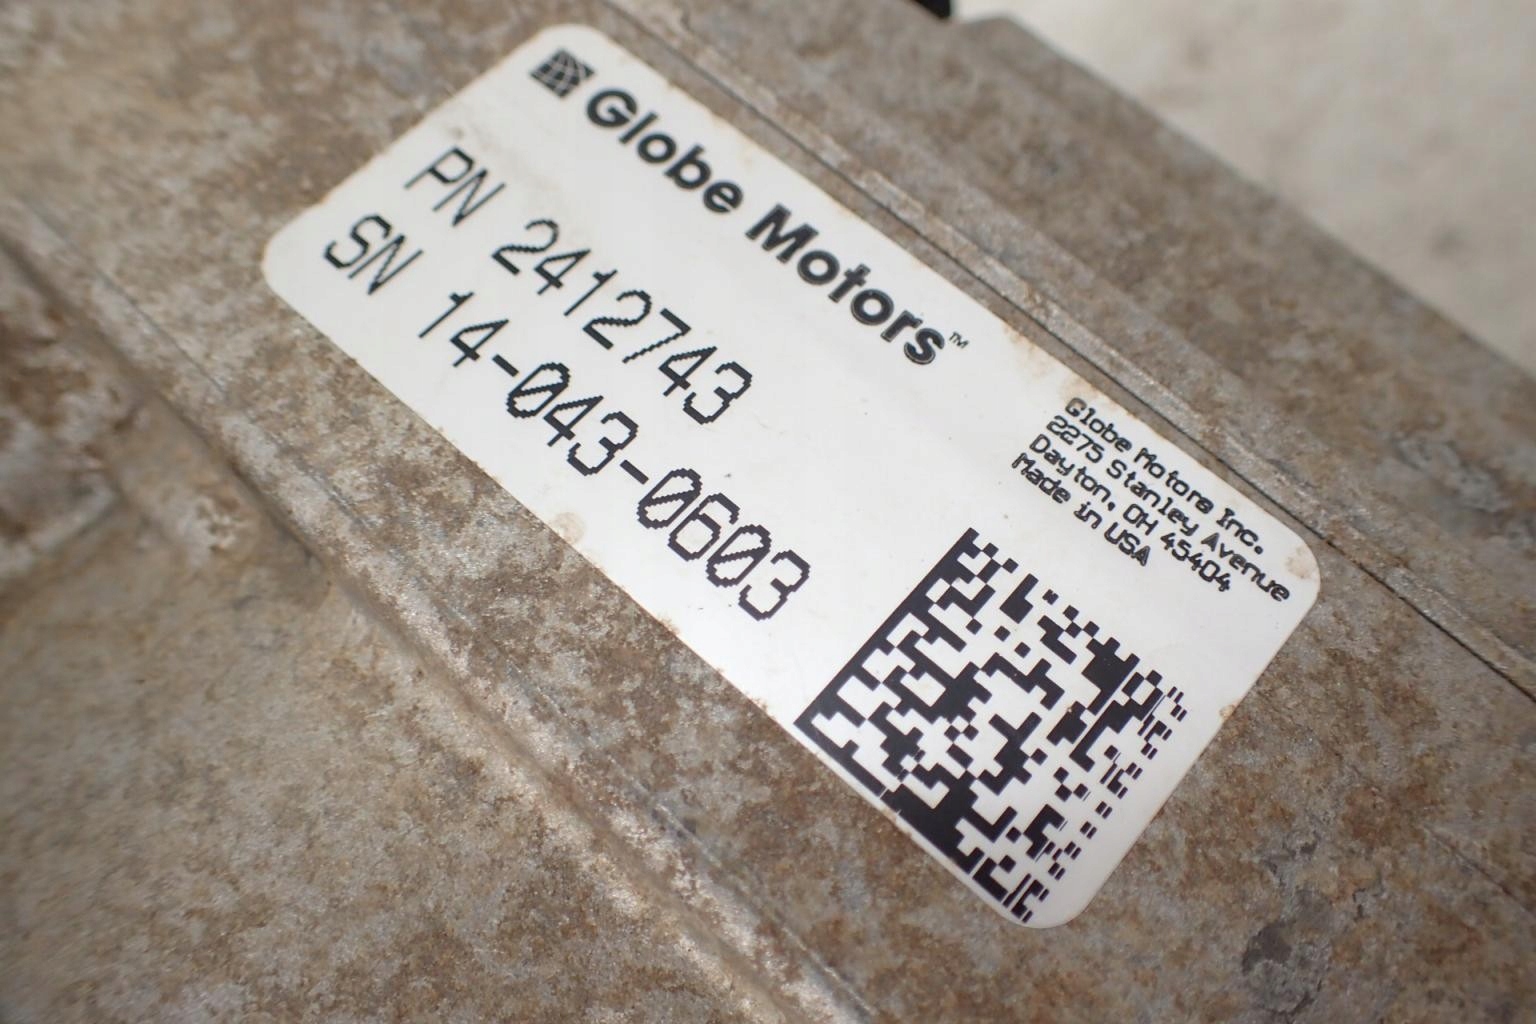 Globe Motors™
PN 2412743
SN 14-043-0603
Globe Motors Inc.
2275 Stanley Avenue
Dayton, OH 45404
Made in USA